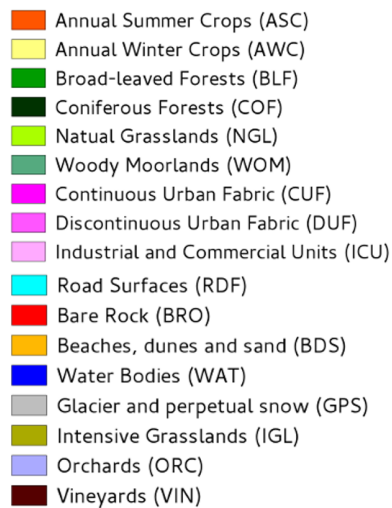 Annual Summer Crops (ASC)
Annual Winter Crops (AWC)
Broad-leaved Forests (BLF)
Coniferous Forests (COF)
Natual Grasslands (NGL)
Woody Moorlands (WOM)
Continuous Urban Fabric (CUF)
Discontinuous Urban Fabric (DUF)
Industrial and Commercial Units (ICU)
Road Surfaces (RDF)
Bare Rock (BRO)
Beaches, dunes and sand (BDS)
Water Bodies (WAT)
Glacier and perpetual snow (GPS)
Intensive Grasslands (IGL)
Orchards (ORC)
Vineyards (VIN)